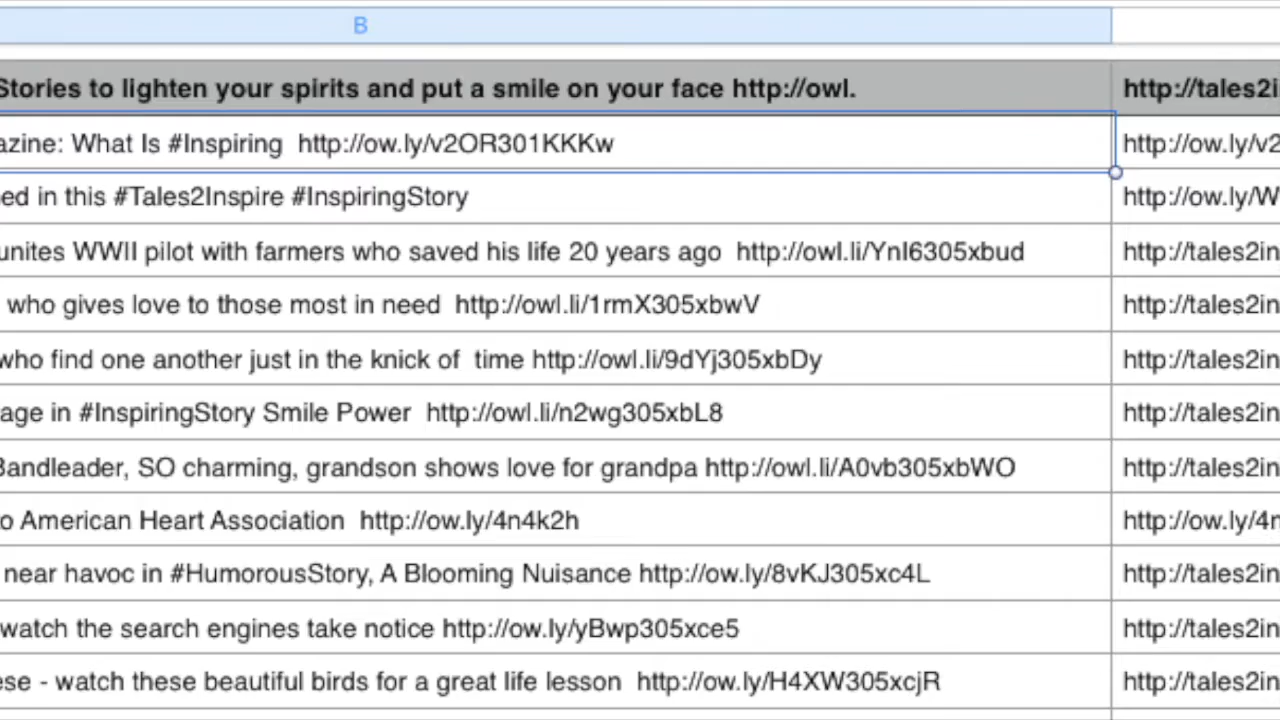 B
Stories to lighten your spirits and put a smile on your face http://owl. http://tales2i
azine: What Is #Inspiring http://ow.ly/v2OR301KKKw http://ow.ly/v2
ed in this #Tales2Inspire #InspiringStory http://ow.ly/W
unites WWII pilot with farmers who saved his life 20 years ago http://owl.li/YnI6305xbud http://tales2in
who gives love to those most in need http://owl.li/1rmX305xbwV http://tales2in
who find one another just in the knick of time http://owl.li/9dYj305xbDy http://tales2in
age in #InspiringStory Smile Power http://owl.li/n2wg305xbL8 http://tales2in
Bandleader, SO charming, grandson shows love for grandpa http://owl.li/A0vb305xbWO http://tales2in
o American Heart Association http://ow.ly/4n4k2h http://ow.ly/4n
near havoc in #HumorousStory, A Blooming Nuisance http://ow.ly/8vKJ305xc4L http://tales2in
watch the search engines take notice http://ow.ly/yBwp305xce5 http://tales2in
ese - watch these beautiful birds for a great life lesson http://ow.ly/H4XW305xcjR http://tales2in